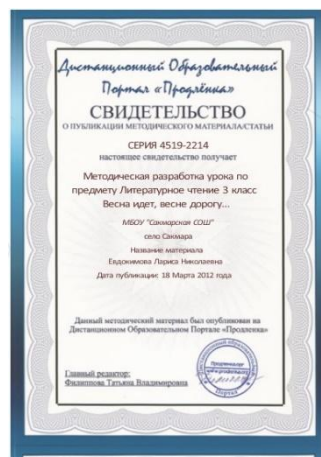 Дистанционный Образовательный
Портал «Продлёнка»
СВИДЕТЕЛЬСТВО
О ПУБЛИКАЦИИ МЕТОДИЧЕСКОГО МАТЕРИАЛА/СТАТЬИ
СЕРИЯ 4519-2214
настоящее свидетельство получает
Методическая разработка урока по
предмету Литературное чтение 3 класс
Весна идет, весне дорогу...
МБОУ "Сакмарская СОШ"
село Сакмара
Название материала
Евдокимова Лариса Николаевна
Дата публикации: 18 Марта 2012 года
Данный методический материал был опубликован на
Дистанционном Образовательном Портале «Продленка»
Главный редактор:
Филиппова Татьяна Владимировна